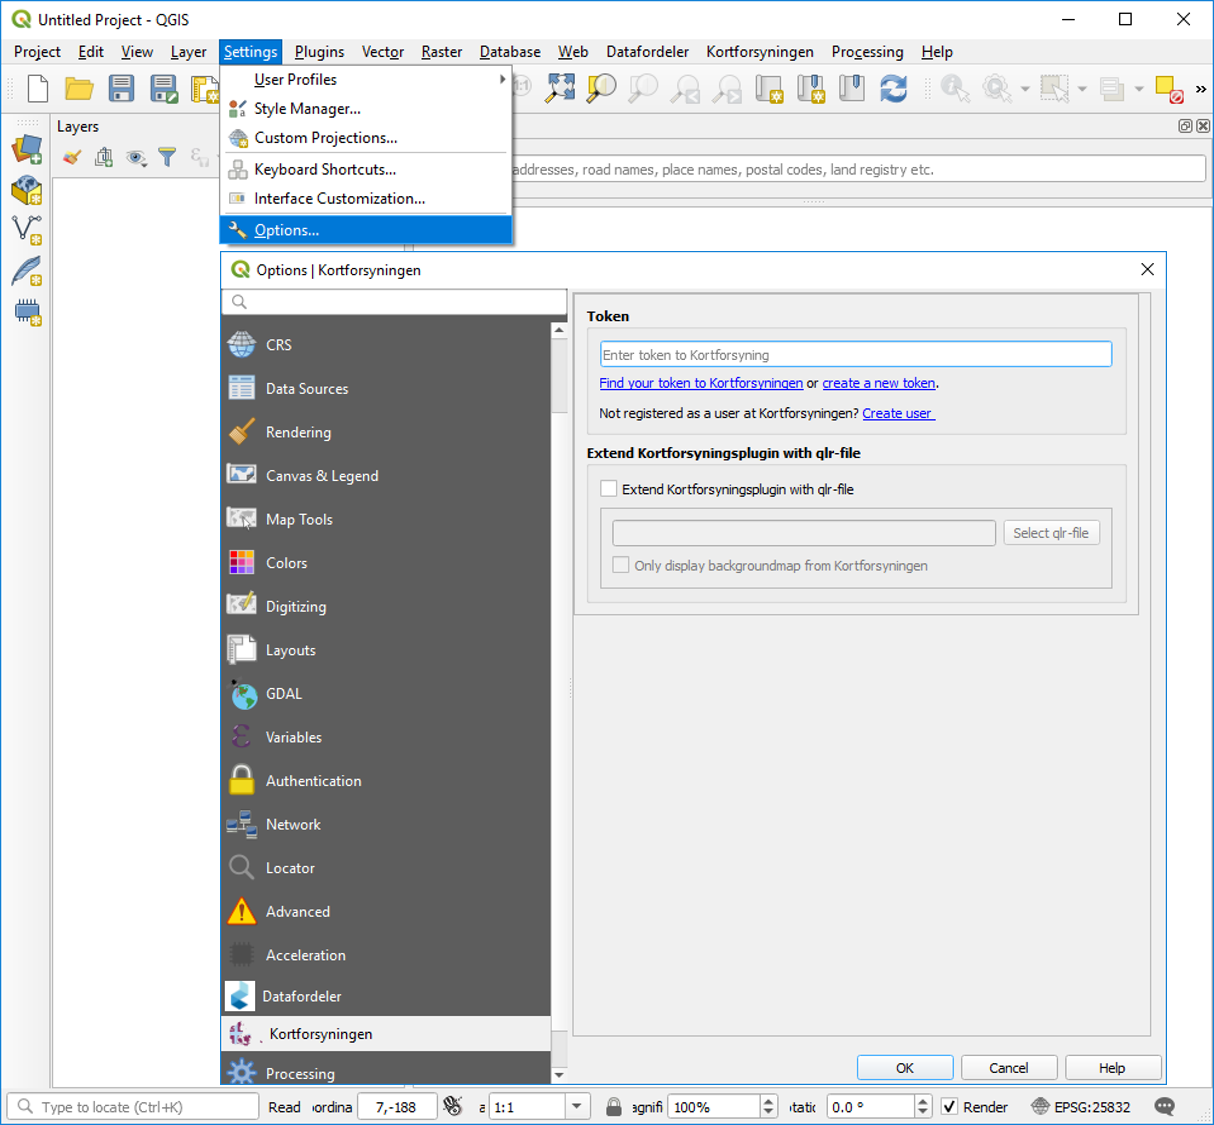 Untitled Project - QGIS
Project Edit View Layer Settings Plugins Vector Raster Database Web Datafordeler Kortforsyningen Processing Help
User Profiles
Style Manager...
Custom Projections...
Keyboard Shortcuts...
Interface Customization...
Options...
Layers
addresses, road names, place names, postal codes, land registry etc.
Options | Kortforsyningen
CRS
Data Sources
Rendering
Canvas & Legend
Map Tools
Colors
Digitizing
Layouts
GDAL
Variables
Authentication
Network
Locator
Advanced
Acceleration
Datafordeler
Kortforsyningen
Processing
Token
Enter token to Kortforsyning
Find your token to Kortforsyningen or create a new token.
Not registered as a user at Kortforsyningen? Create user
Extend Kortforsyningsplugin with qlr-file
Extend Kortforsyningsplugin with qlr-file
Select qlr-file
Only display backgroundmap from Kortforsyningen
OK Cancel Help
Type to locate (Ctrl+K) Read ordina 7,-188 a 1:1 agnifi 100% tatic 0.0 ° Render EPSG:25832